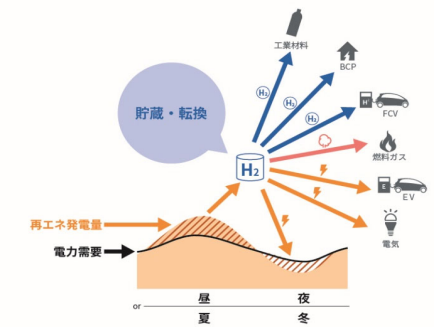 工業材料
BCP
H₂
H₂
H₂
貯蔵・転換
H
FCV
燃料ガス
H₂
E
EV
再エネ発電量
電気
電力需要
昼
夜
or
夏
冬